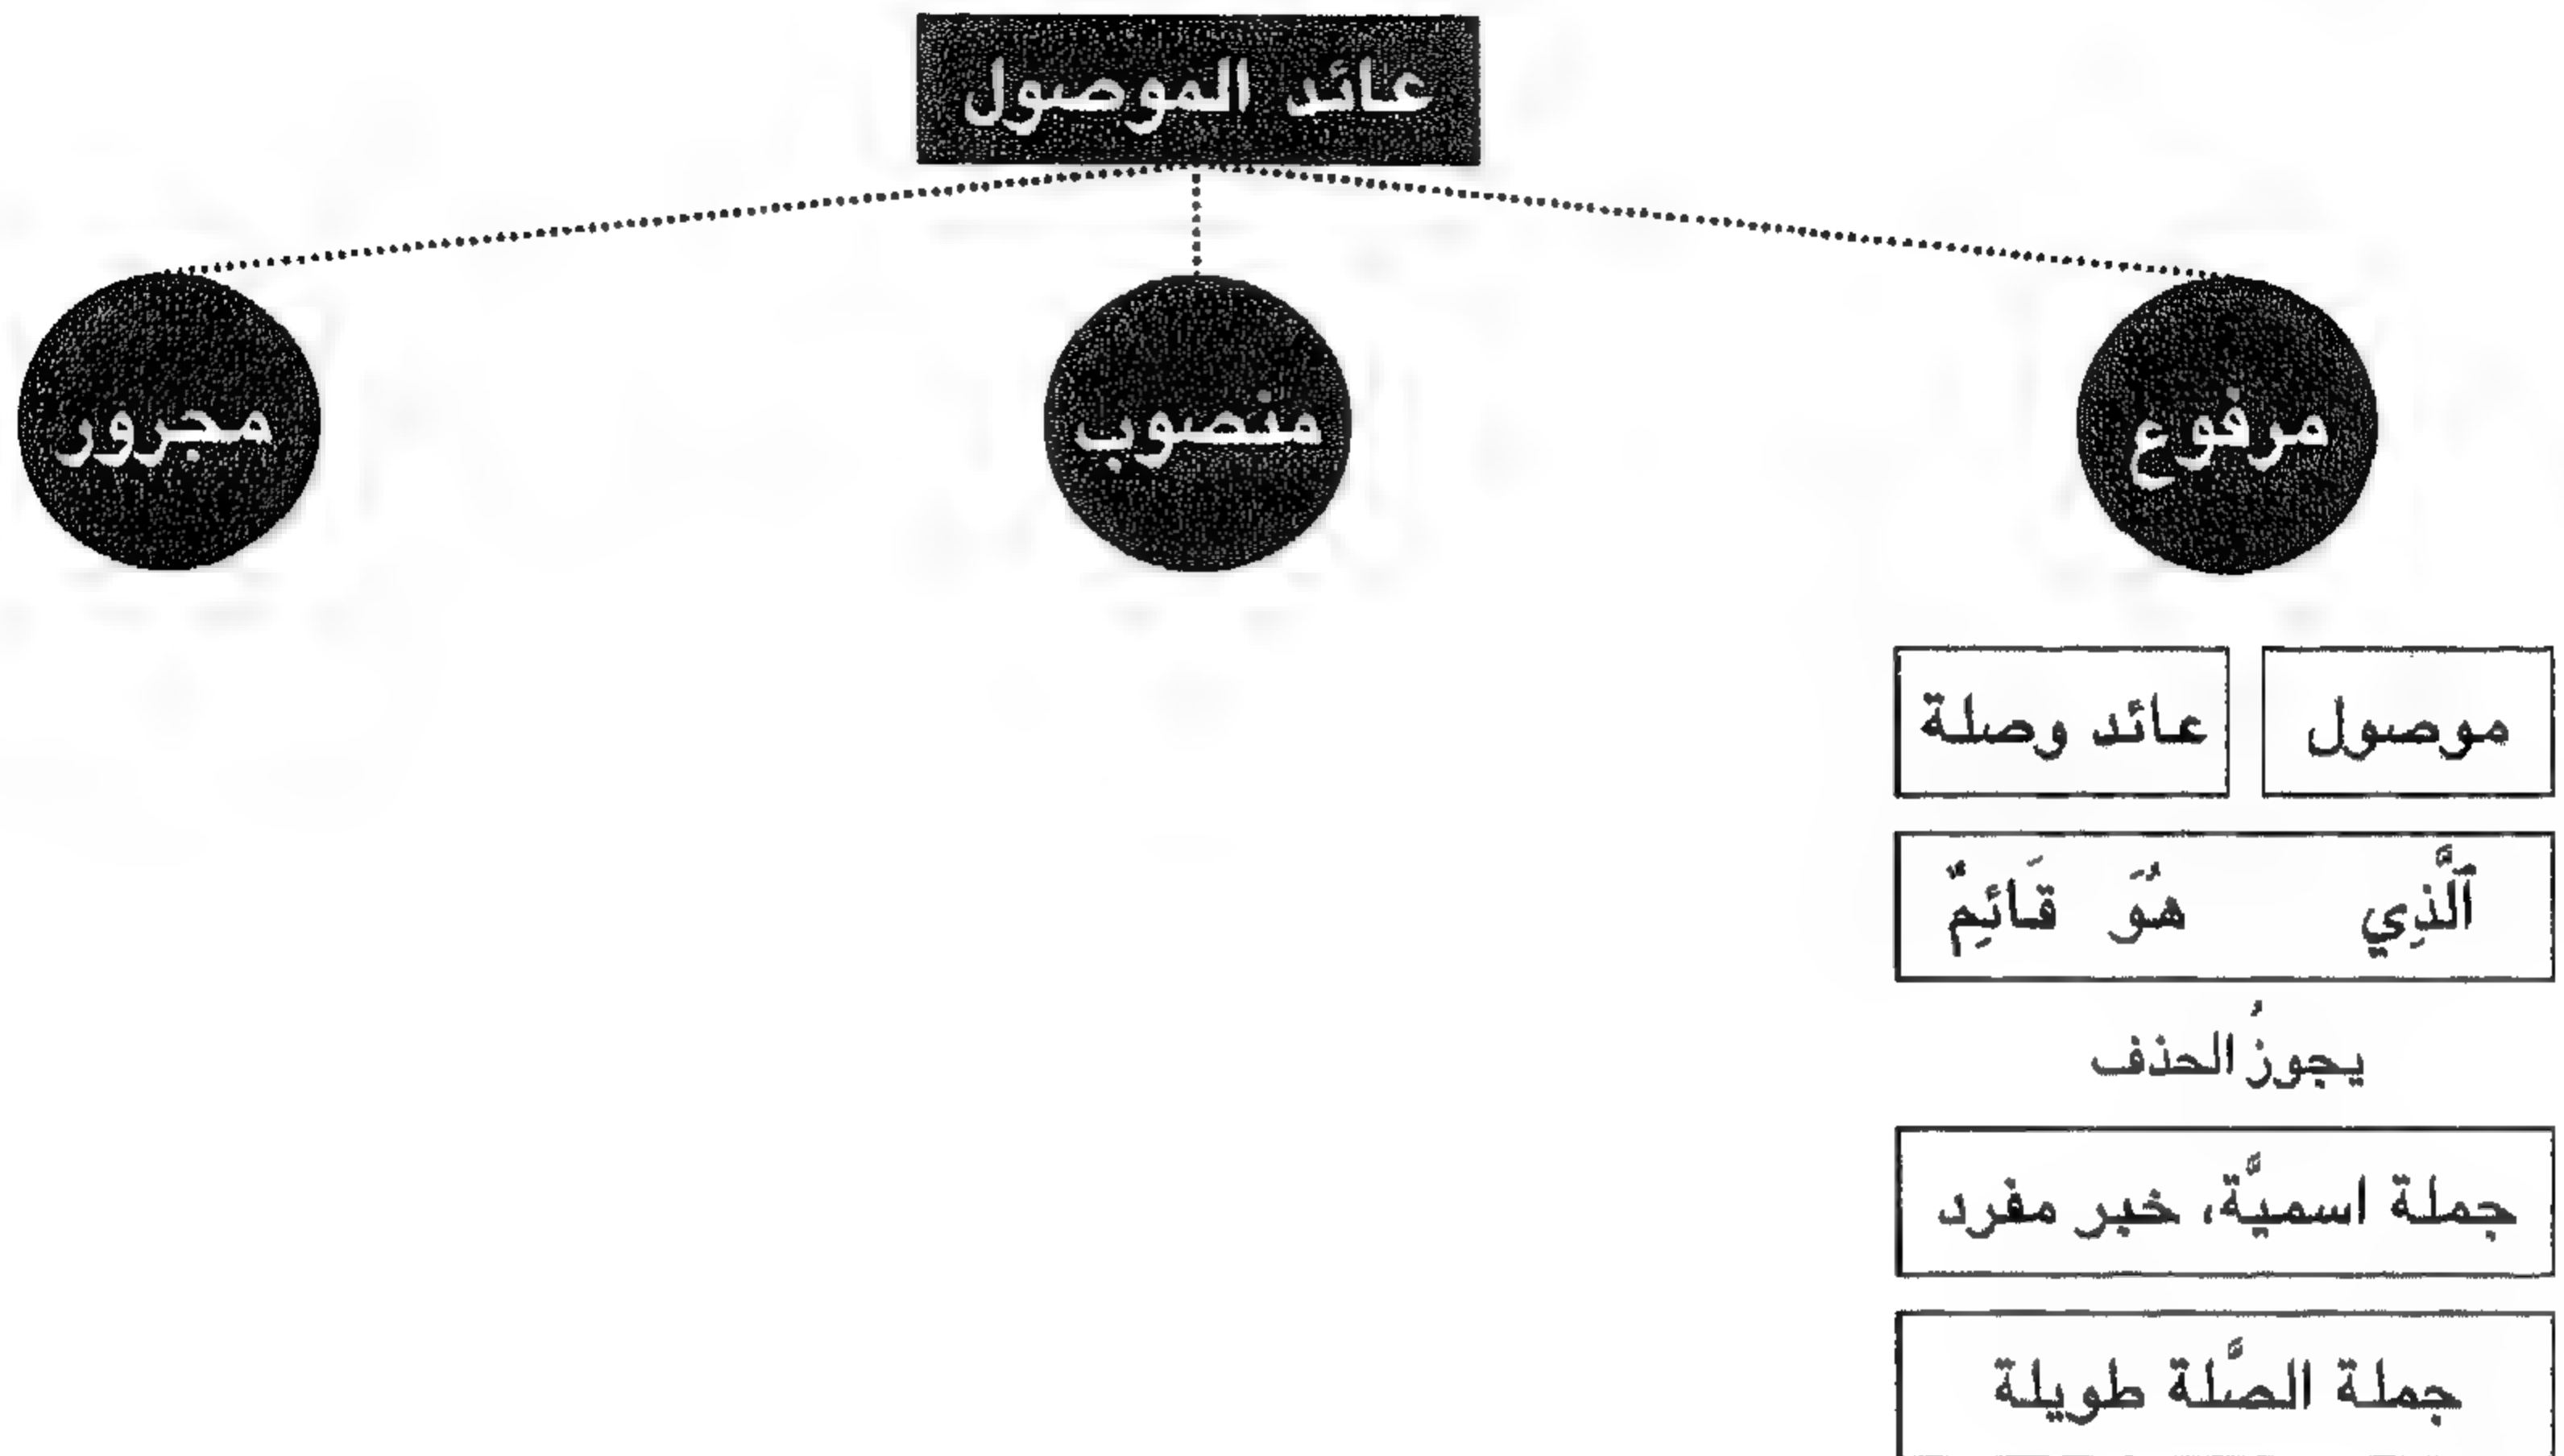 عائد الموصول
مرفوع
منصوب
مجرور
موصول
عائد وصلة
ٱلَّذِي هُوَ قَائِمٌ
يجوزُ الحذف
جملة اسميَّة، خبر مفرد
جملة الصَّلة طويلة